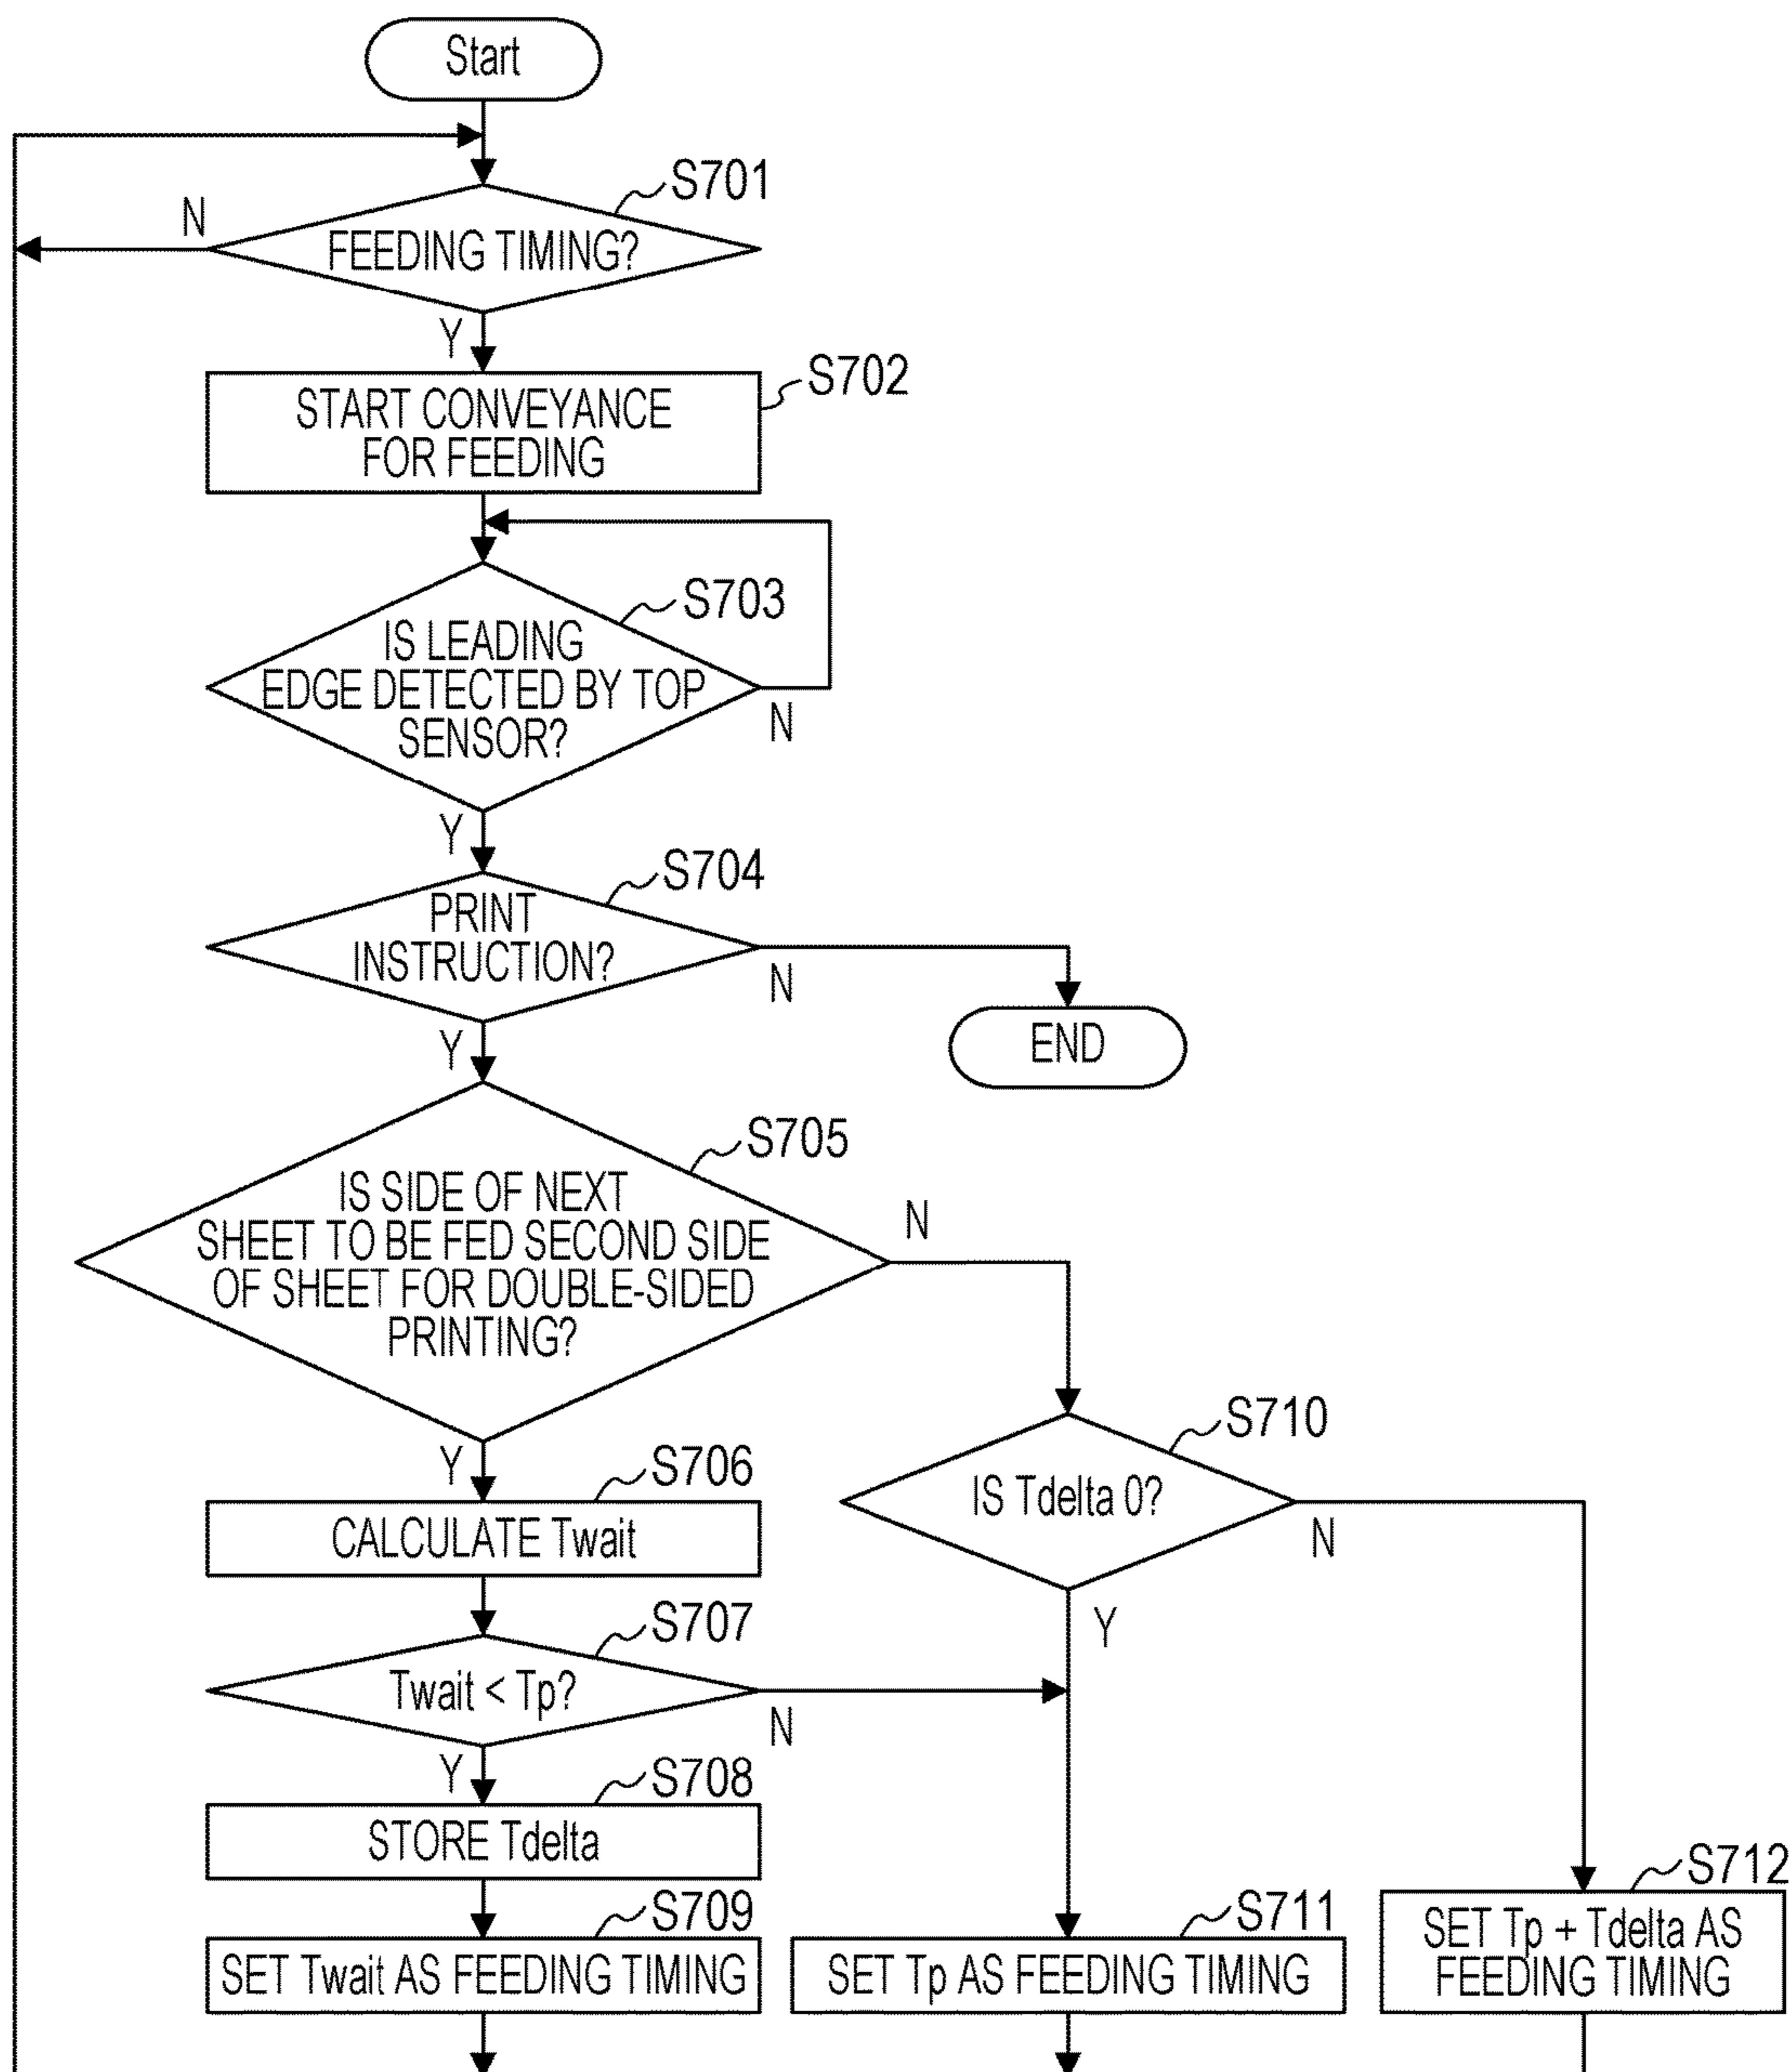 Start
S701
N
FEEDING TIMING?
Y
S702
START CONVEYANCE
FOR FEEDING
S703
IS LEADING
EDGE DETECTED BY TOP
SENSOR?
N
Y
S704
PRINT
INSTRUCTION?
N
Y
END
S705
IS SIDE OF NEXT
SHEET TO BE FED SECOND SIDE
OF SHEET FOR DOUBLE-SIDED
PRINTING?
N
Y
S710
IS Tdelta 0?
N
Y
S706
CALCULATE Twait
S707
Twait < Tp?
N
Y
S708
STORE Tdelta
S709
SET Twait AS FEEDING TIMING
S711
SET Tp AS FEEDING TIMING
S712
SET Tp + Tdelta AS
FEEDING TIMING